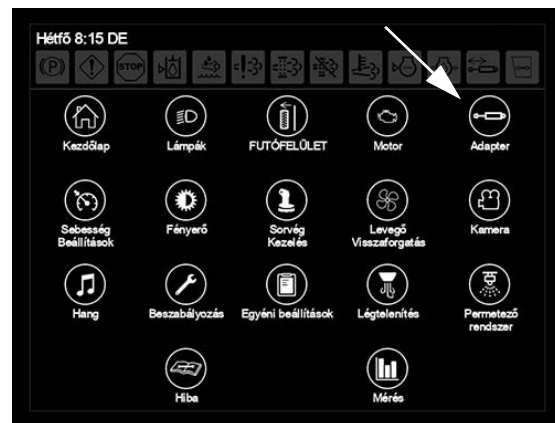 Hétfő 8:15 DE
(P) STOP
Kezdőlap Lámpák FUTÓFELÜLET Motor Adapter
Sebesség Beállítások Fényerő Sorvég Kezelés Levegő Visszaforgatás Kamera
Hang Beszabályozás Egyéni beállítások Légtelenítés Permetező rendszer
Hiba Mérés